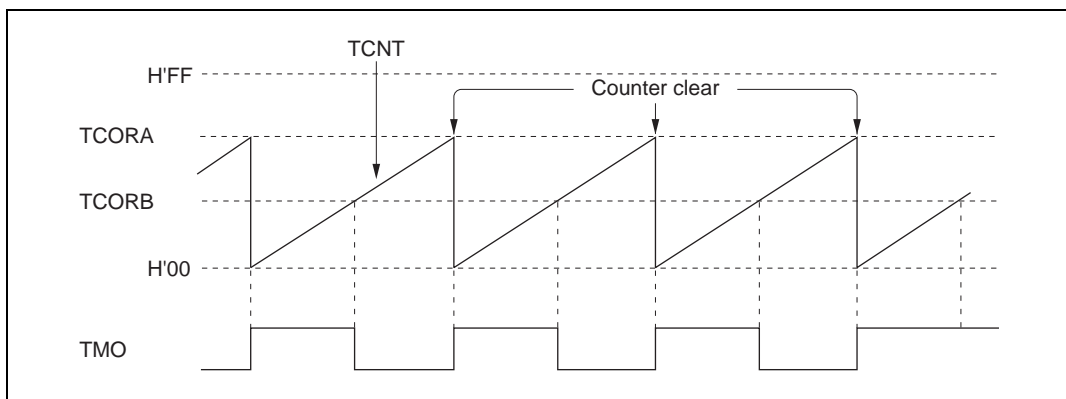 TCNT
H'FF
Counter clear
TCORA
TCORB
H'00
TMO